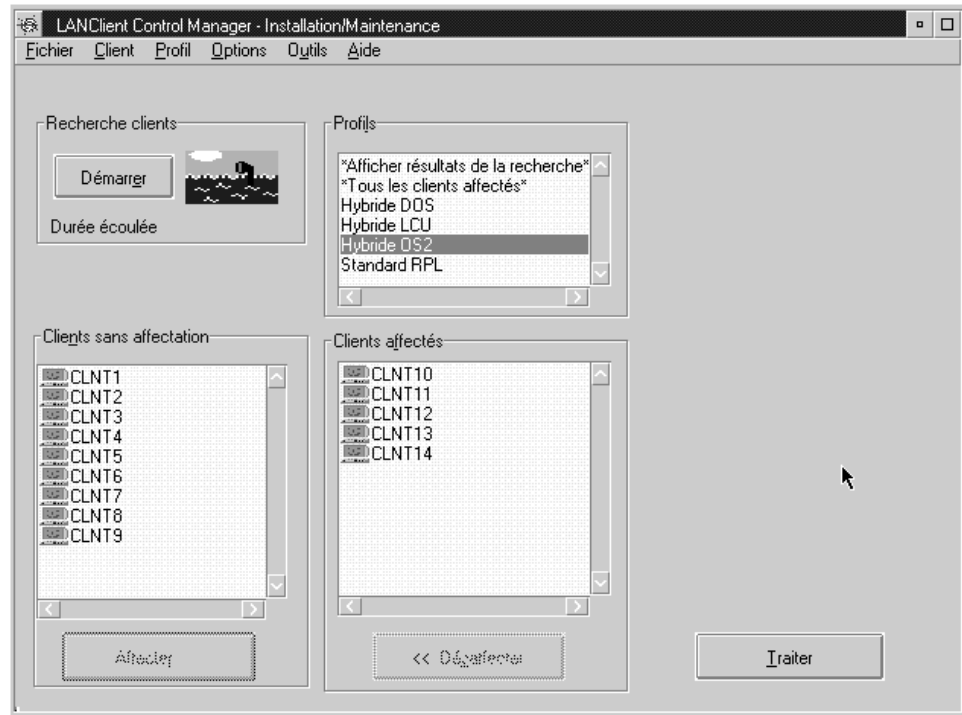 LANClient Control Manager - Installation/Maintenance
Fichier Client Profil Options Outils Aide
Recherche clients
Démarrer
Durée écoulée
Profils
*Afficher résultats de la recherche*
*Tous les clients affectés*
Hybride DOS
Hybride LCU
Hybride OS2
Standard RPL
Clients sans affectation
CLNT1
CLNT2
CLNT3
CLNT4
CLNT5
CLNT6
CLNT7
CLNT8
CLNT9
Affecter
Clients affectés
CLNT10
CLNT11
CLNT12
CLNT13
CLNT14
<< Désaffecter
Traiter